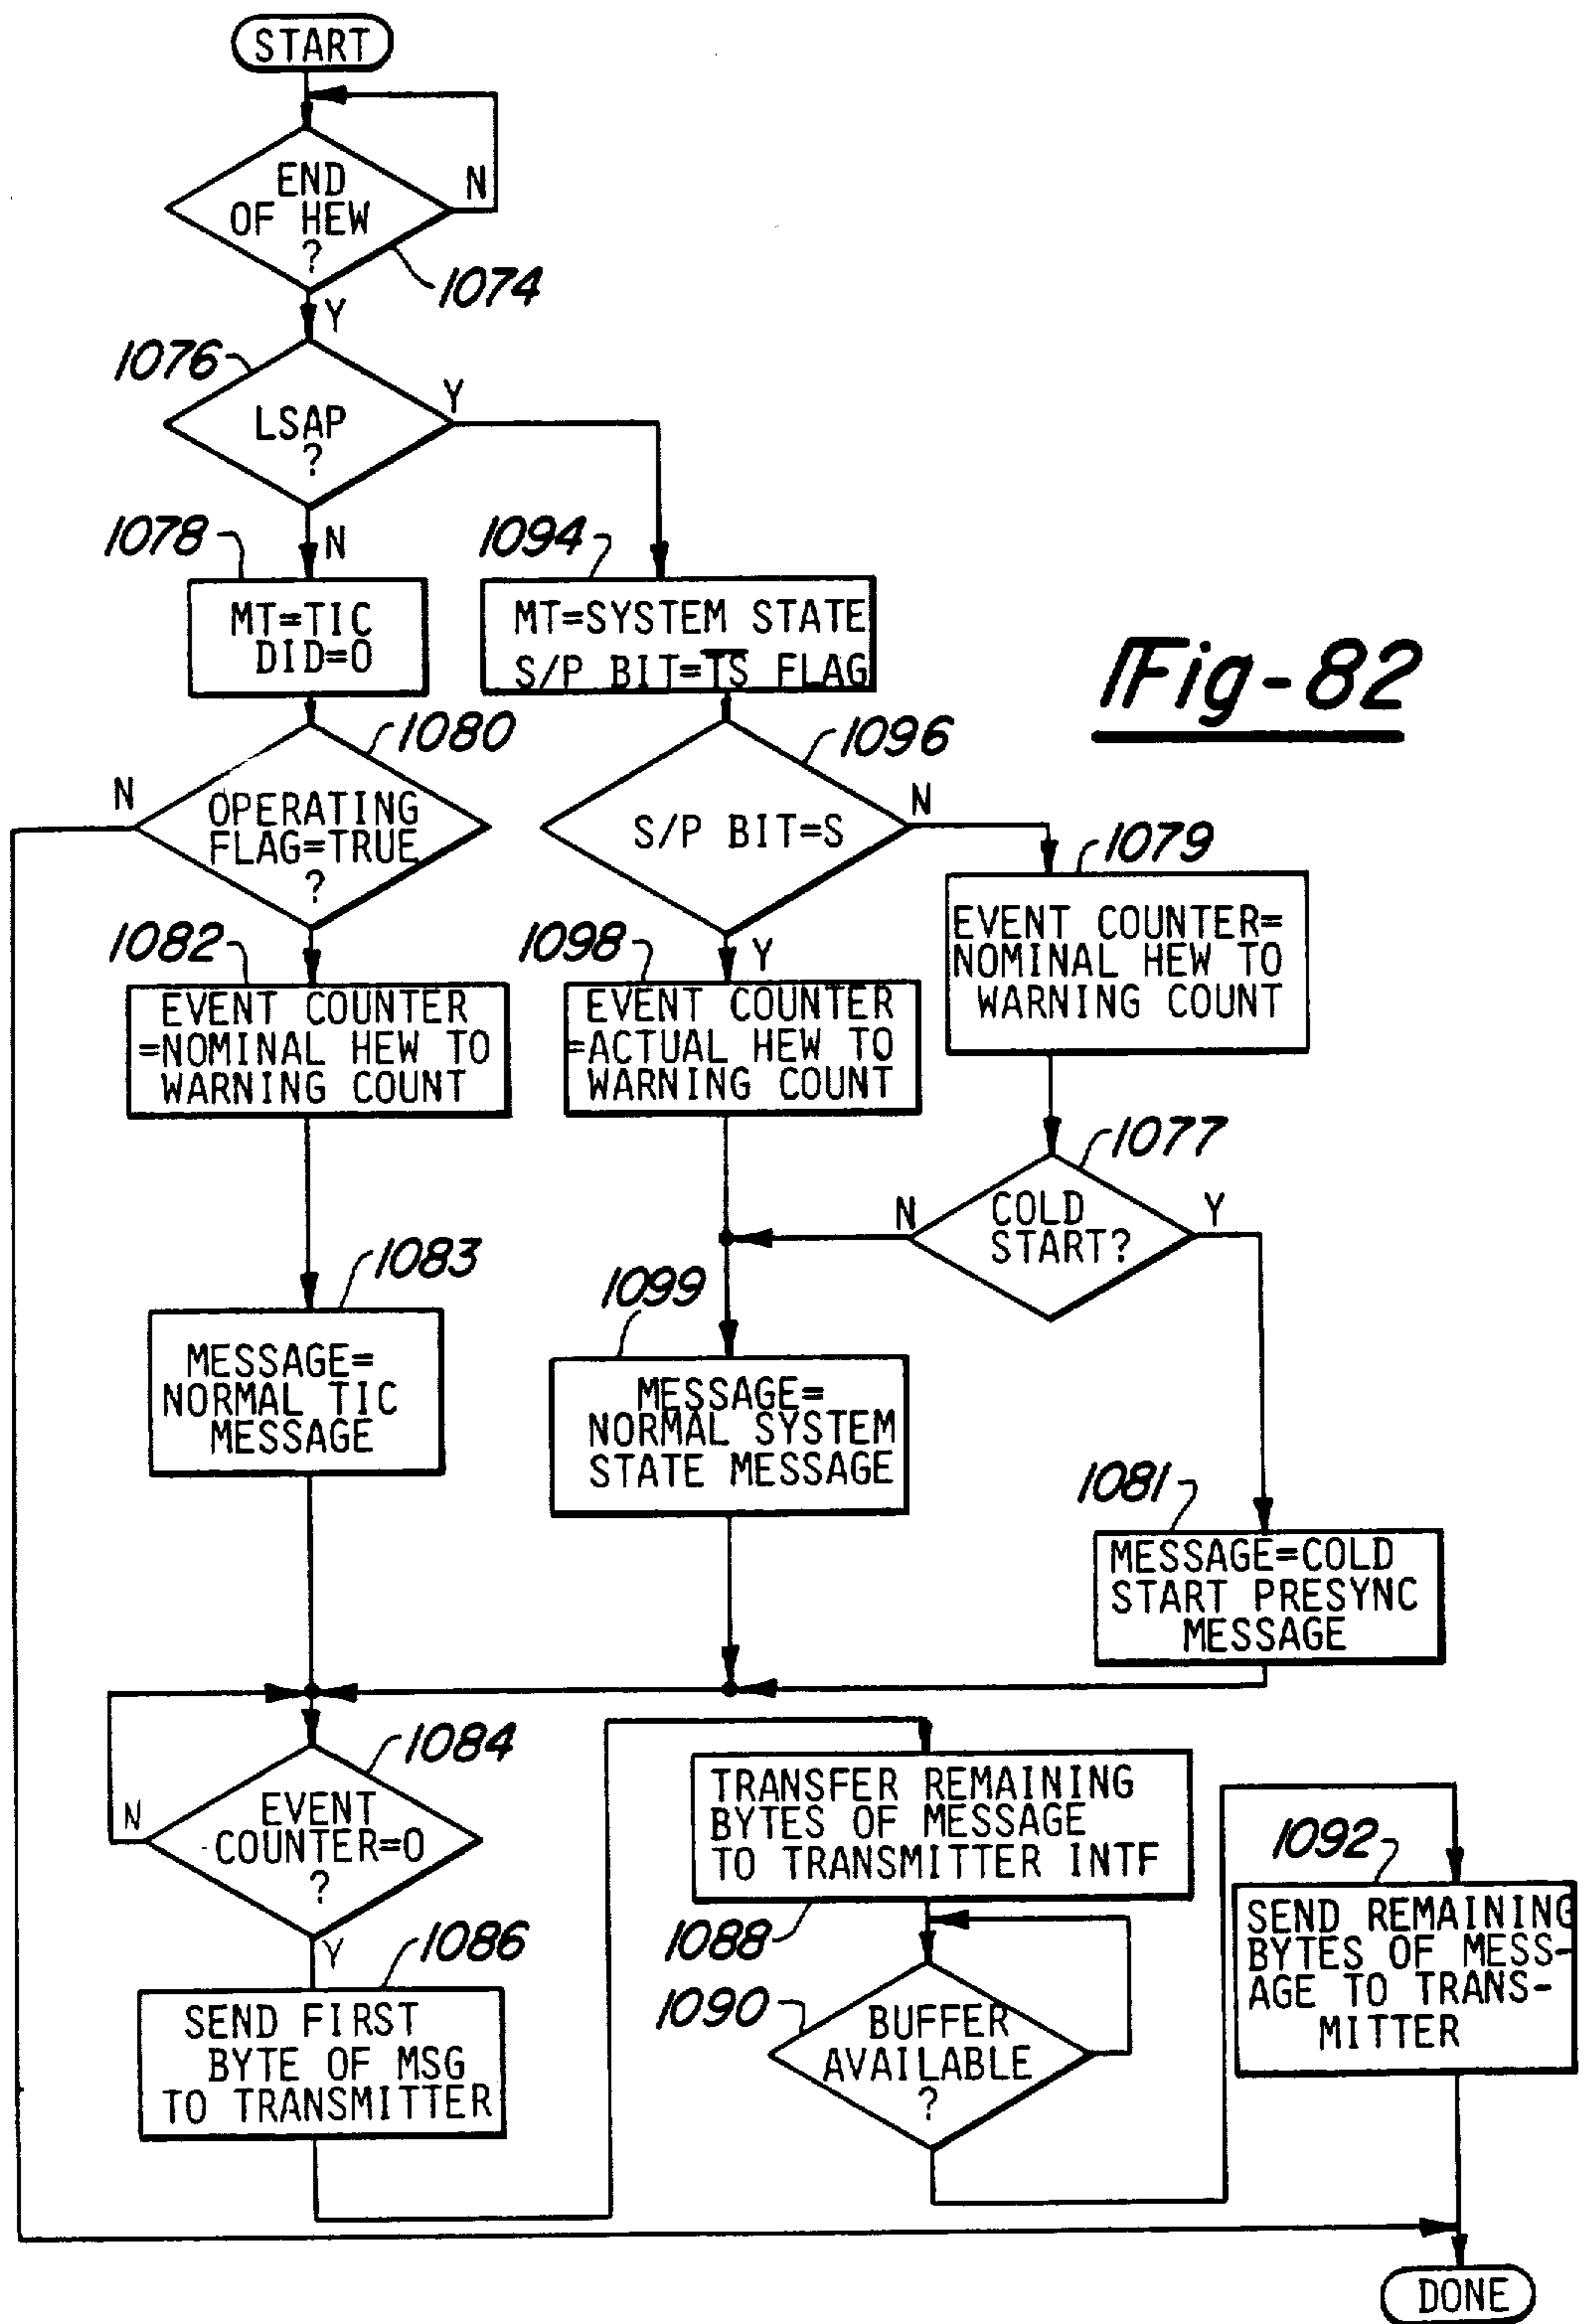 START
END
OF HEW
?
N
1074
Y
1076
LSAP
?
Y
N
1078
MT=TIC
DID=0
1094
MT=SYSTEM STATE
S/P BIT=T̅S̅ FLAG
Fig-82
1080
N
OPERATING
FLAG=TRUE
?
1096
S/P BIT=S
N
Y
1079
EVENT COUNTER=
NOMINAL HEW TO
WARNING COUNT
1082
EVENT COUNTER
=NOMINAL HEW TO
WARNING COUNT
1098
EVENT COUNTER
=ACTUAL HEW TO
WARNING COUNT
1077
COLD
START?
N
Y
1083
MESSAGE=
NORMAL TIC
MESSAGE
1099
MESSAGE=
NORMAL SYSTEM
STATE MESSAGE
1081
MESSAGE=COLD
START PRESYNC
MESSAGE
1084
EVENT
COUNTER=0
?
N
Y
1086
SEND FIRST
BYTE OF MSG
TO TRANSMITTER
TRANSFER REMAINING
BYTES OF MESSAGE
TO TRANSMITTER INTF
1088
1090
BUFFER
AVAILABLE
?
1092
SEND REMAINING
BYTES OF MESS-
AGE TO TRANS-
MITTER
DONE